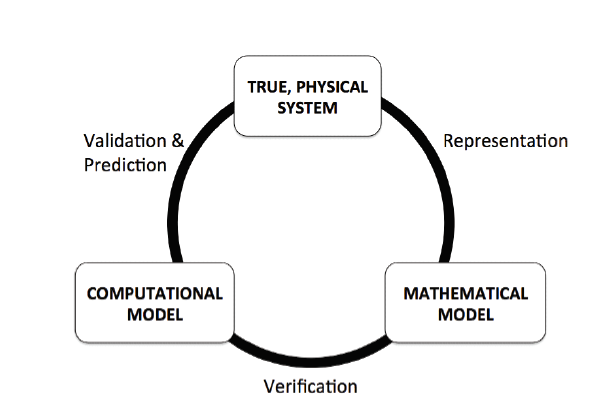 TRUE, PHYSICAL
SYSTEM
Validation &
Prediction
Representation
COMPUTATIONAL
MODEL
MATHEMATICAL
MODEL
Verification